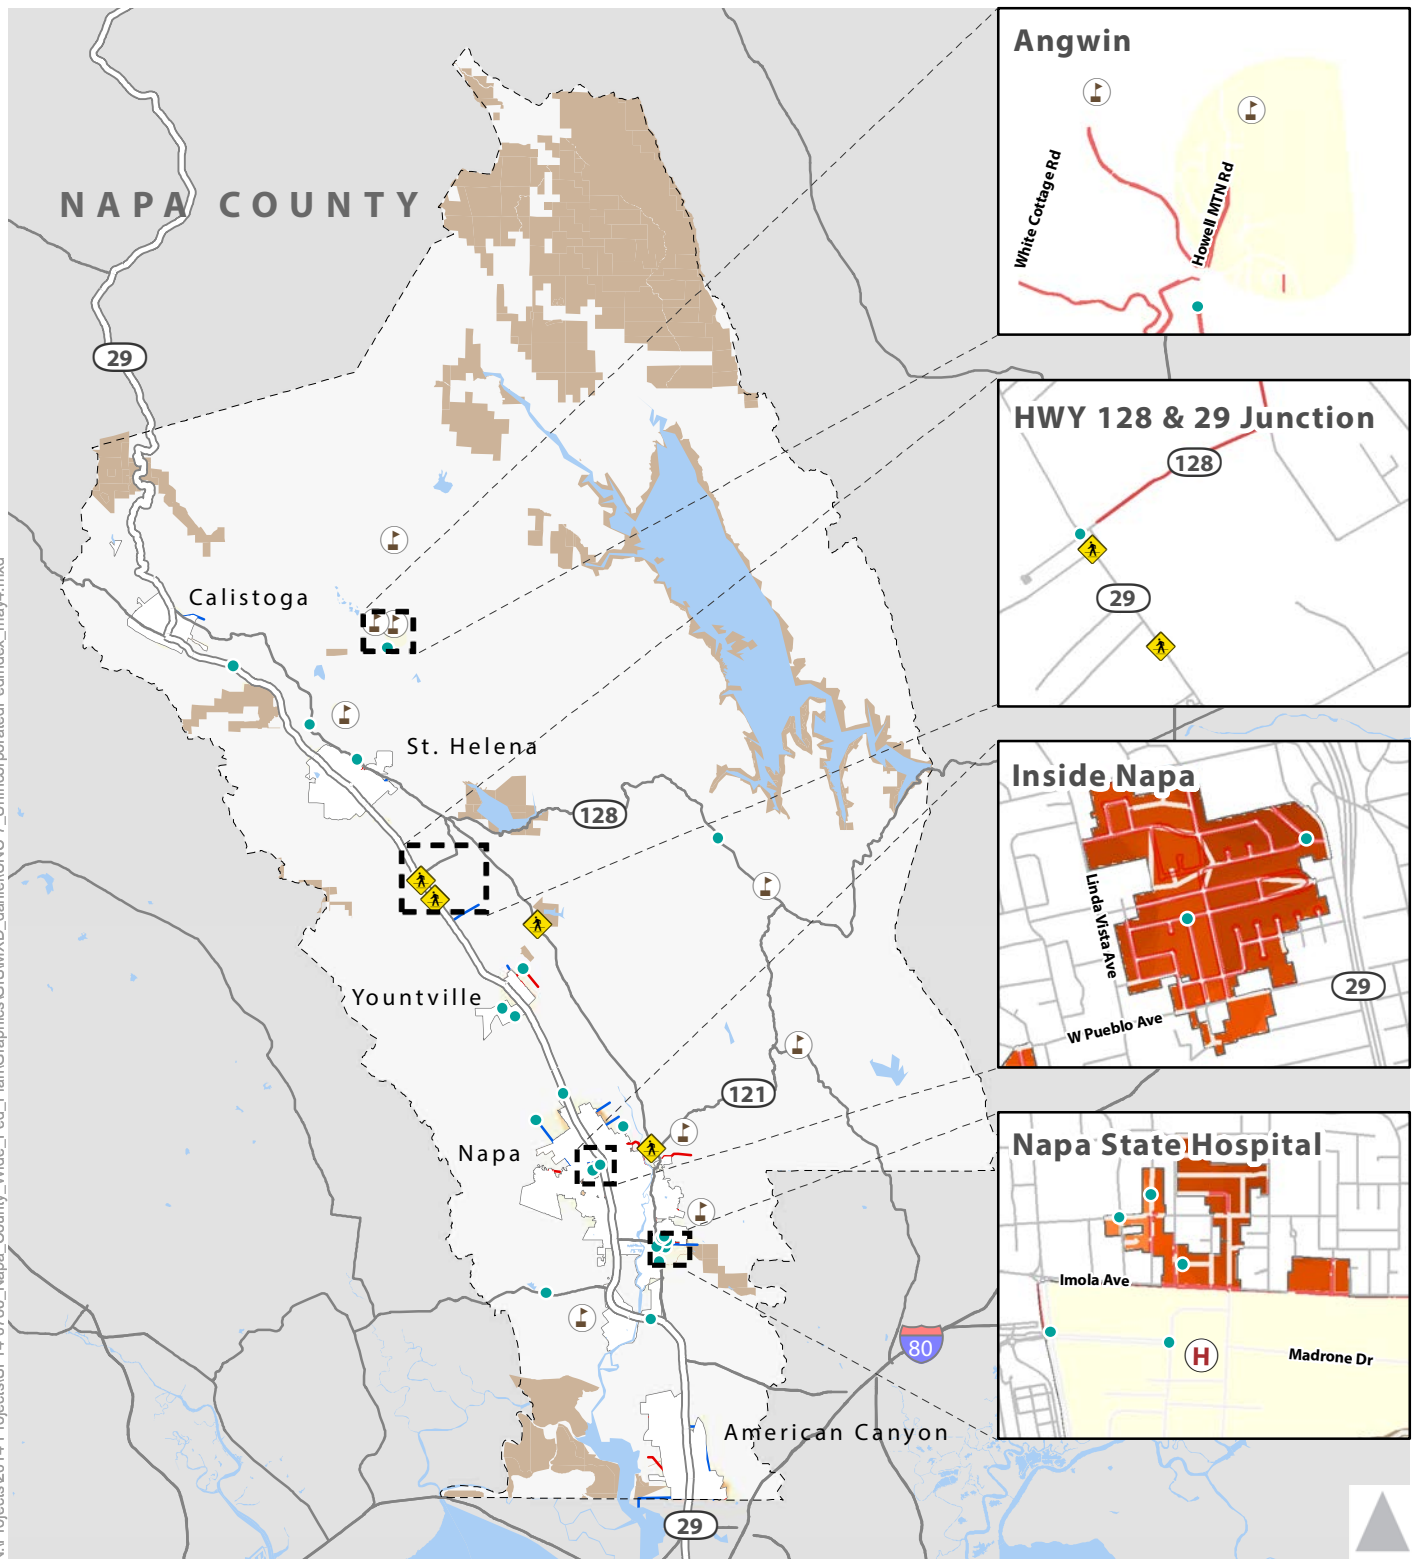 NAPA COUNTY
29
Calistoga
St. Helena
128
Yountville
121
Napa
80
American Canyon
29
Angwin
White Cottage Rd
Howell MTN Rd
HWY 128 & 29 Junction
128
29
Inside Napa
Linda Vista Ave
29
W Pueblo Ave
Napa State Hospital
Imola Ave
H
Madrone Dr